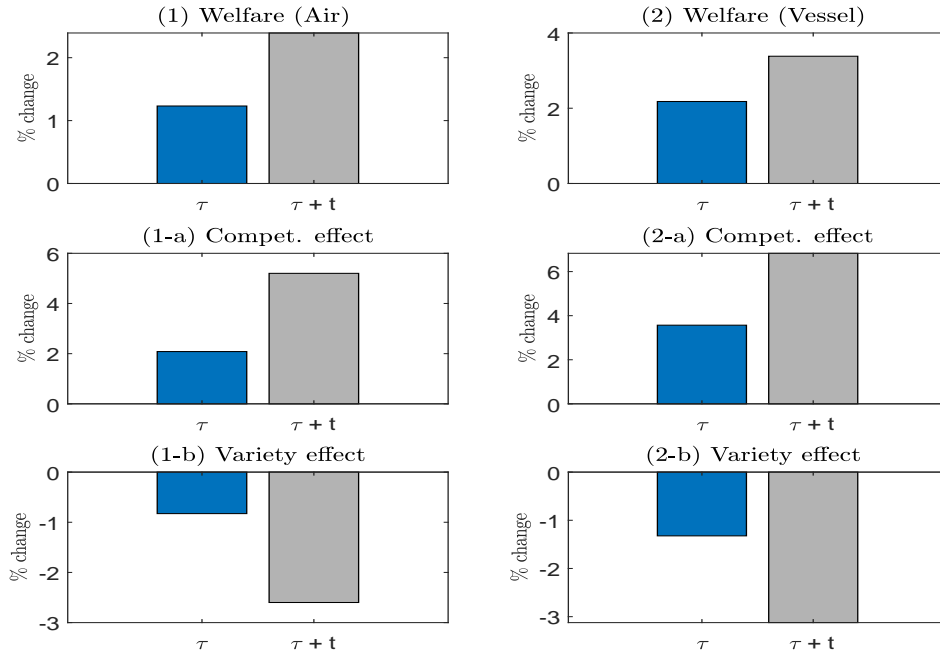 (1) Welfare (Air)
% change
2
1
0
τ
τ + t
(2) Welfare (Vessel)
% change
4
2
0
τ
τ + t
(1-a) Compet. effect
% change
6
4
2
0
τ
τ + t
(2-a) Compet. effect
% change
6
4
2
0
τ
τ + t
(1-b) Variety effect
% change
0
-1
-2
-3
τ
τ + t
(2-b) Variety effect
% change
0
-1
-2
-3
τ
τ + t